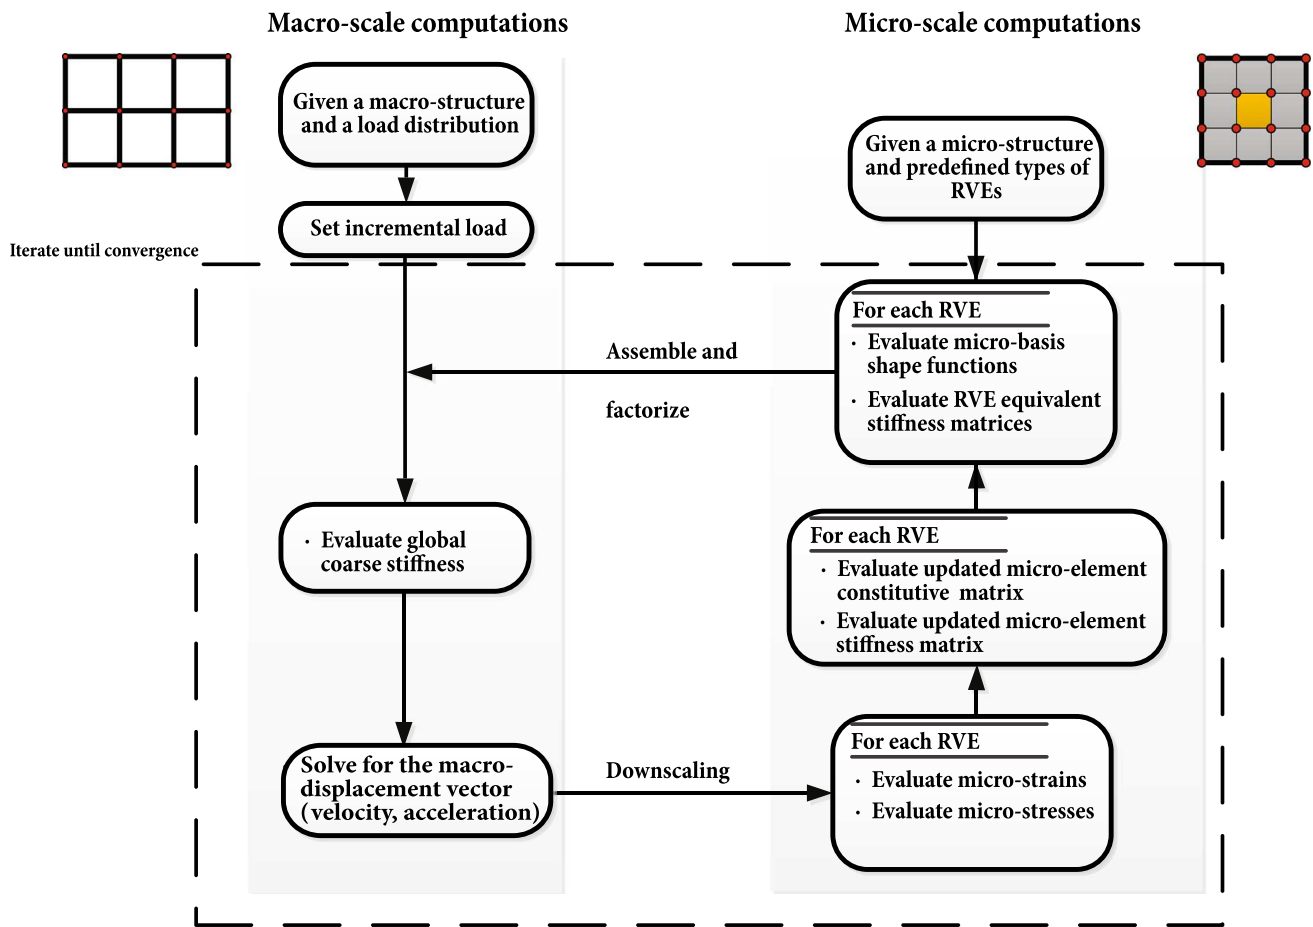 Macro-scale computations
Micro-scale computations
Given a macro-structure
and a load distribution
Given a micro-structure
and predefined types of
RVEs
Set incremental load
Iterate until convergence
For each RVE
· Evaluate micro-basis
shape functions
· Evaluate RVE equivalent
stiffness matrices
Assemble and
factorize
· Evaluate global
coarse stiffness
For each RVE
· Evaluate updated micro-element
constitutive matrix
· Evaluate updated micro-element
stiffness matrix
Solve for the macro-
displacement vector
(velocity, acceleration)
Downscaling
For each RVE
· Evaluate micro-strains
· Evaluate micro-stresses